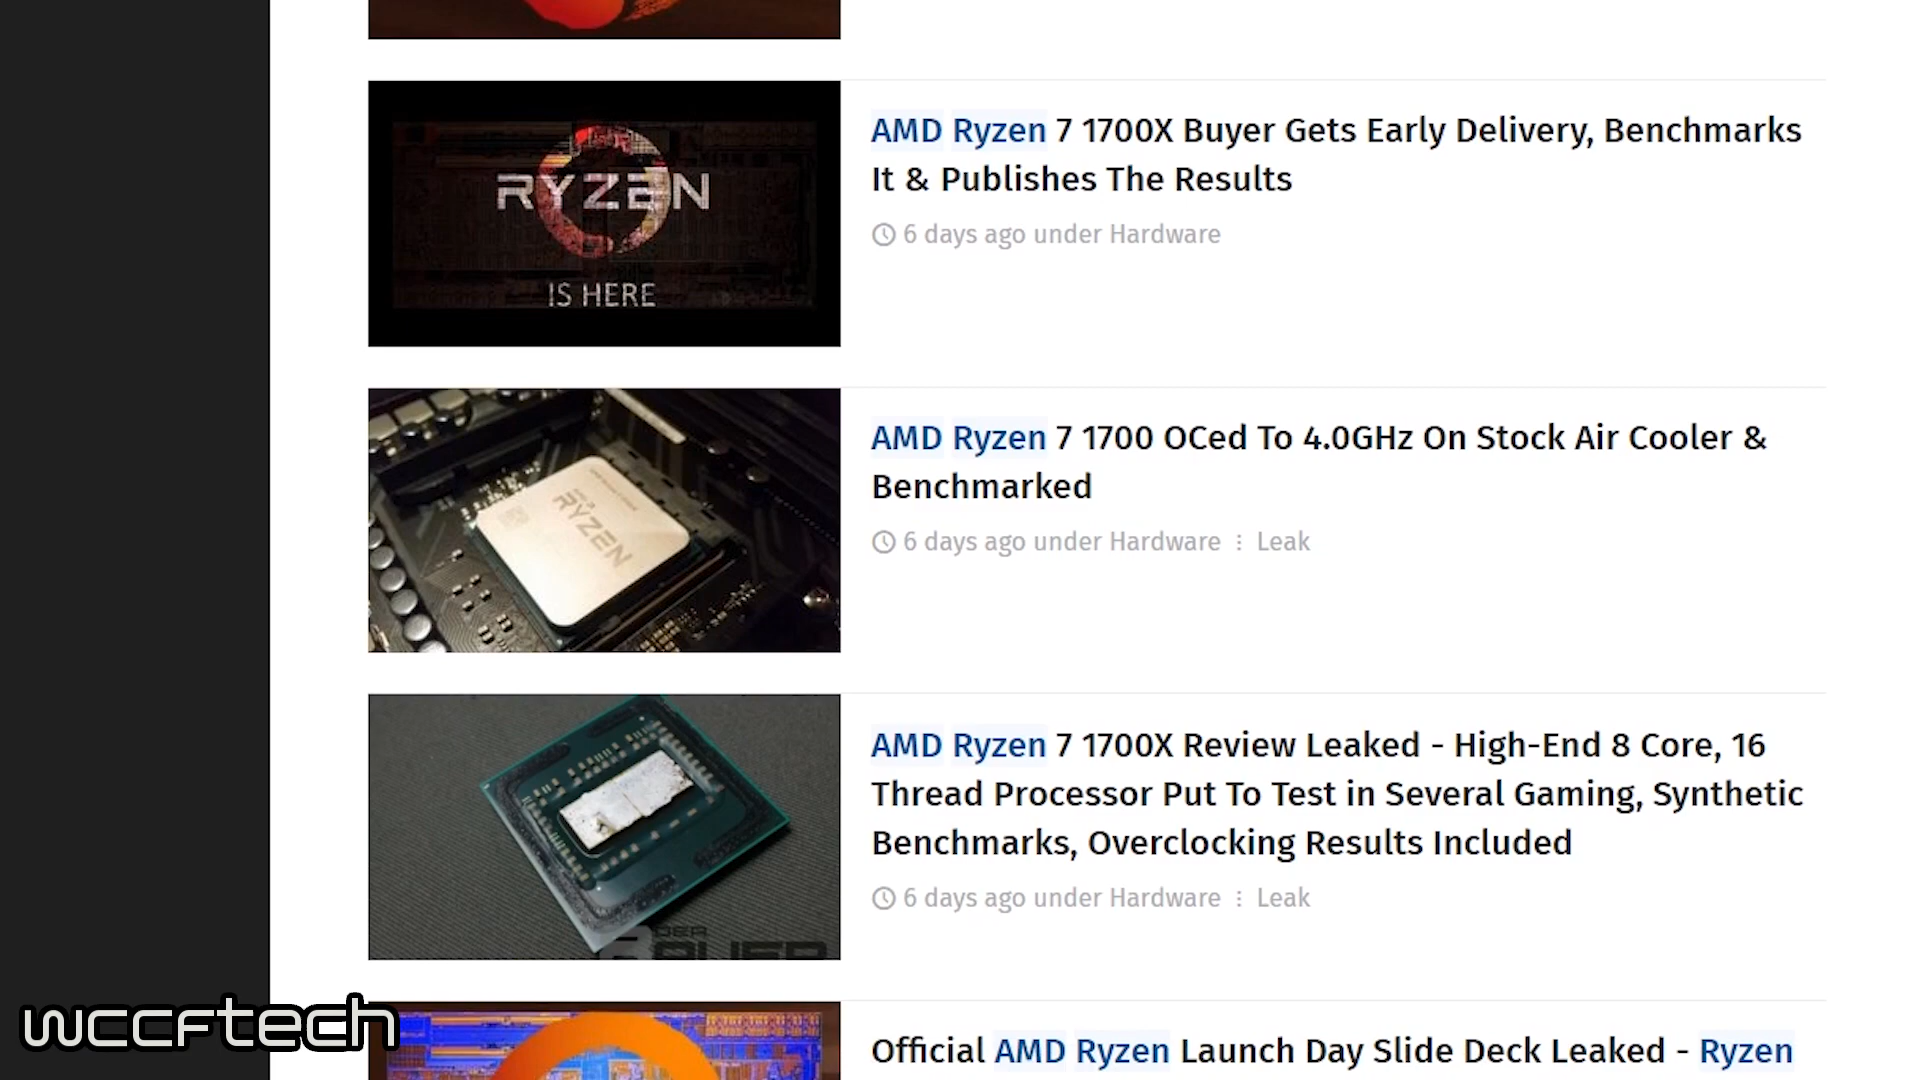 RYZEN
IS HERE
AMD Ryzen 7 1700X Buyer Gets Early Delivery, Benchmarks
It & Publishes The Results
6 days ago under Hardware
RYZEN
AMD Ryzen 7 1700 OCed To 4.0GHz On Stock Air Cooler &
Benchmarked
6 days ago under Hardware ⋮ Leak
DER
AMD Ryzen 7 1700X Review Leaked - High-End 8 Core, 16
Thread Processor Put To Test in Several Gaming, Synthetic
Benchmarks, Overclocking Results Included
6 days ago under Hardware ⋮ Leak
wccftech
Official AMD Ryzen Launch Day Slide Deck Leaked - Ryzen